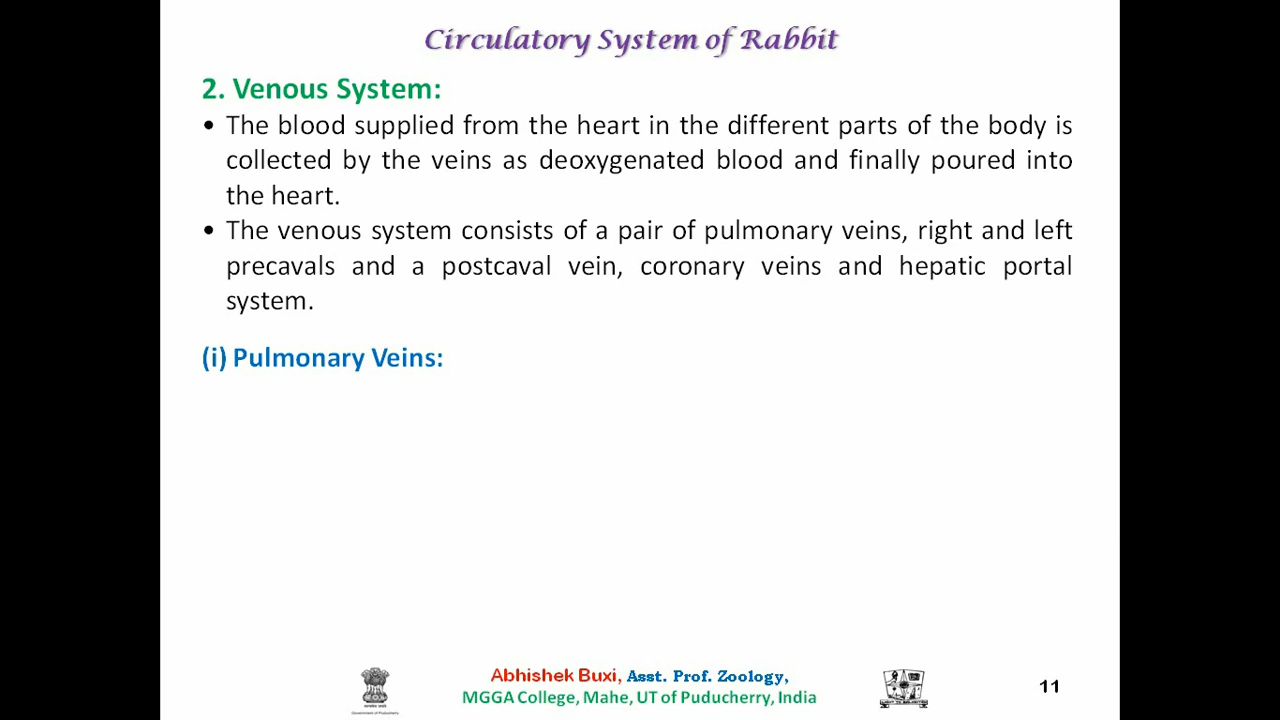 Circulatory System of Rabbit
2. Venous System:
• The blood supplied from the heart in the different parts of the body is
collected by the veins as deoxygenated blood and finally poured into
the heart.
• The venous system consists of a pair of pulmonary veins, right and left
precavals and a postcaval vein, coronary veins and hepatic portal
system.
(i) Pulmonary Veins:
Abhishek Buxi, Asst. Prof. Zoology,
MGGA College, Mahe, UT of Puducherry, India
Government of Puducherry
11